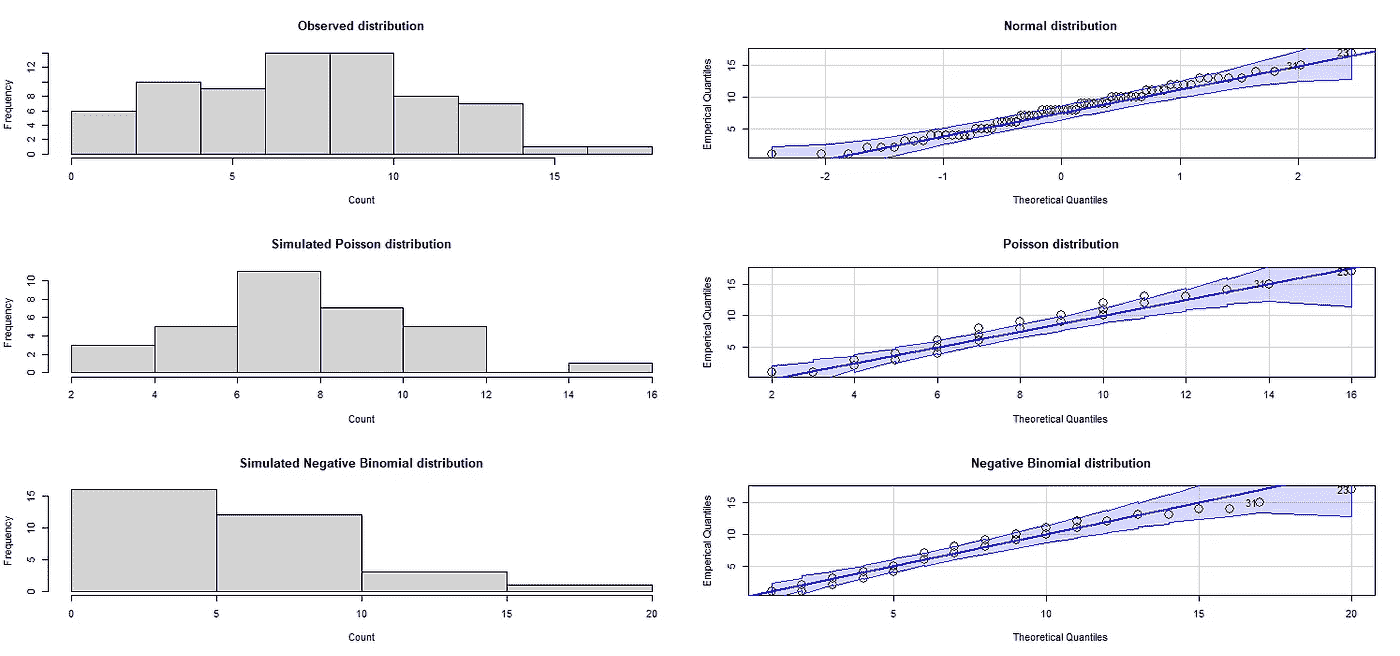 Observed distribution
Frequency
0 2 4 6 8 12
0 5 10 15
Count
Normal distribution
Emperical Quantiles
5 10 15
23
31
-2 -1 0 1 2
Theoretical Quantiles
Simulated Poisson distribution
Frequency
0 2 4 6 8 10
2 4 6 8 10 12 14 16
Count
Poisson distribution
Emperical Quantiles
5 10 15
23
31
2 4 6 8 10 12 14 16
Theoretical Quantiles
Simulated Negative Binomial distribution
Frequency
0 5 10 15
0 5 10 15 20
Count
Negative Binomial distribution
Emperical Quantiles
5 10 15
23
31
5 10 15 20
Theoretical Quantiles